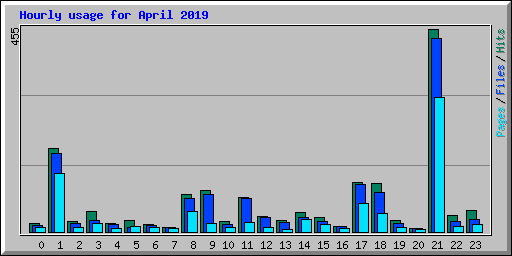 Hourly usage for April 2019
455
Pages/Files/Hits
0 1 2 3 4 5 6 7 8 9 10 11 12 13 14 15 16 17 18 19 20 21 22 23